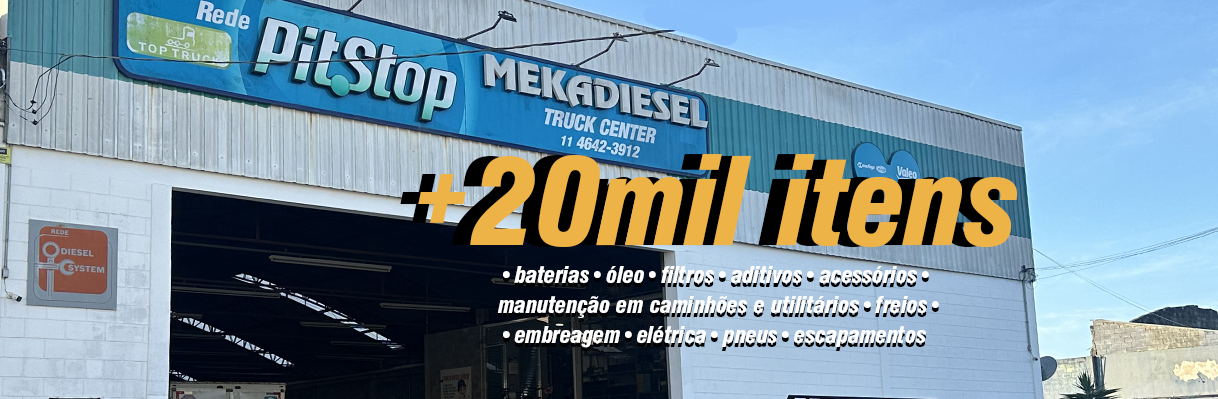 Rede
TOP TRUCK
PitStop
MEKADIESEL
TRUCK CENTER
11 4642-3912
Valeo
+20mil itens
REDE
DIESEL
SYSTEM
• baterias • óleo • filtros • aditivos • acessórios •
manutenção em caminhões e utilitários • freios •
• embreagem • elétrica • pneus • escapamentos